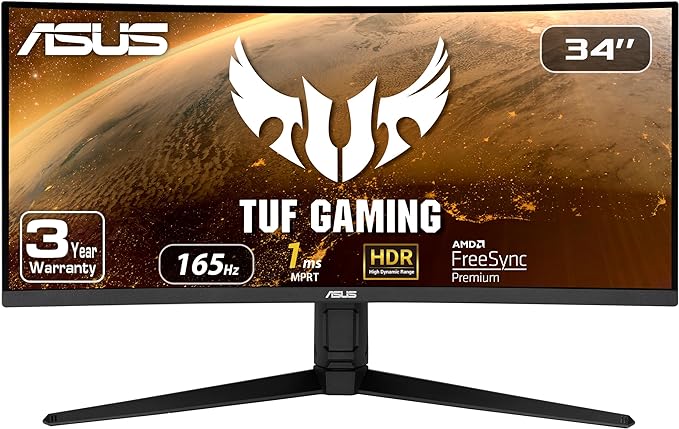 ASUS
34’’
TUF GAMING
3
Year
Warranty
165Hz
1ms
MPRT
HDR
High Dynamic Range
AMD
FreeSync
Premium
ASUS